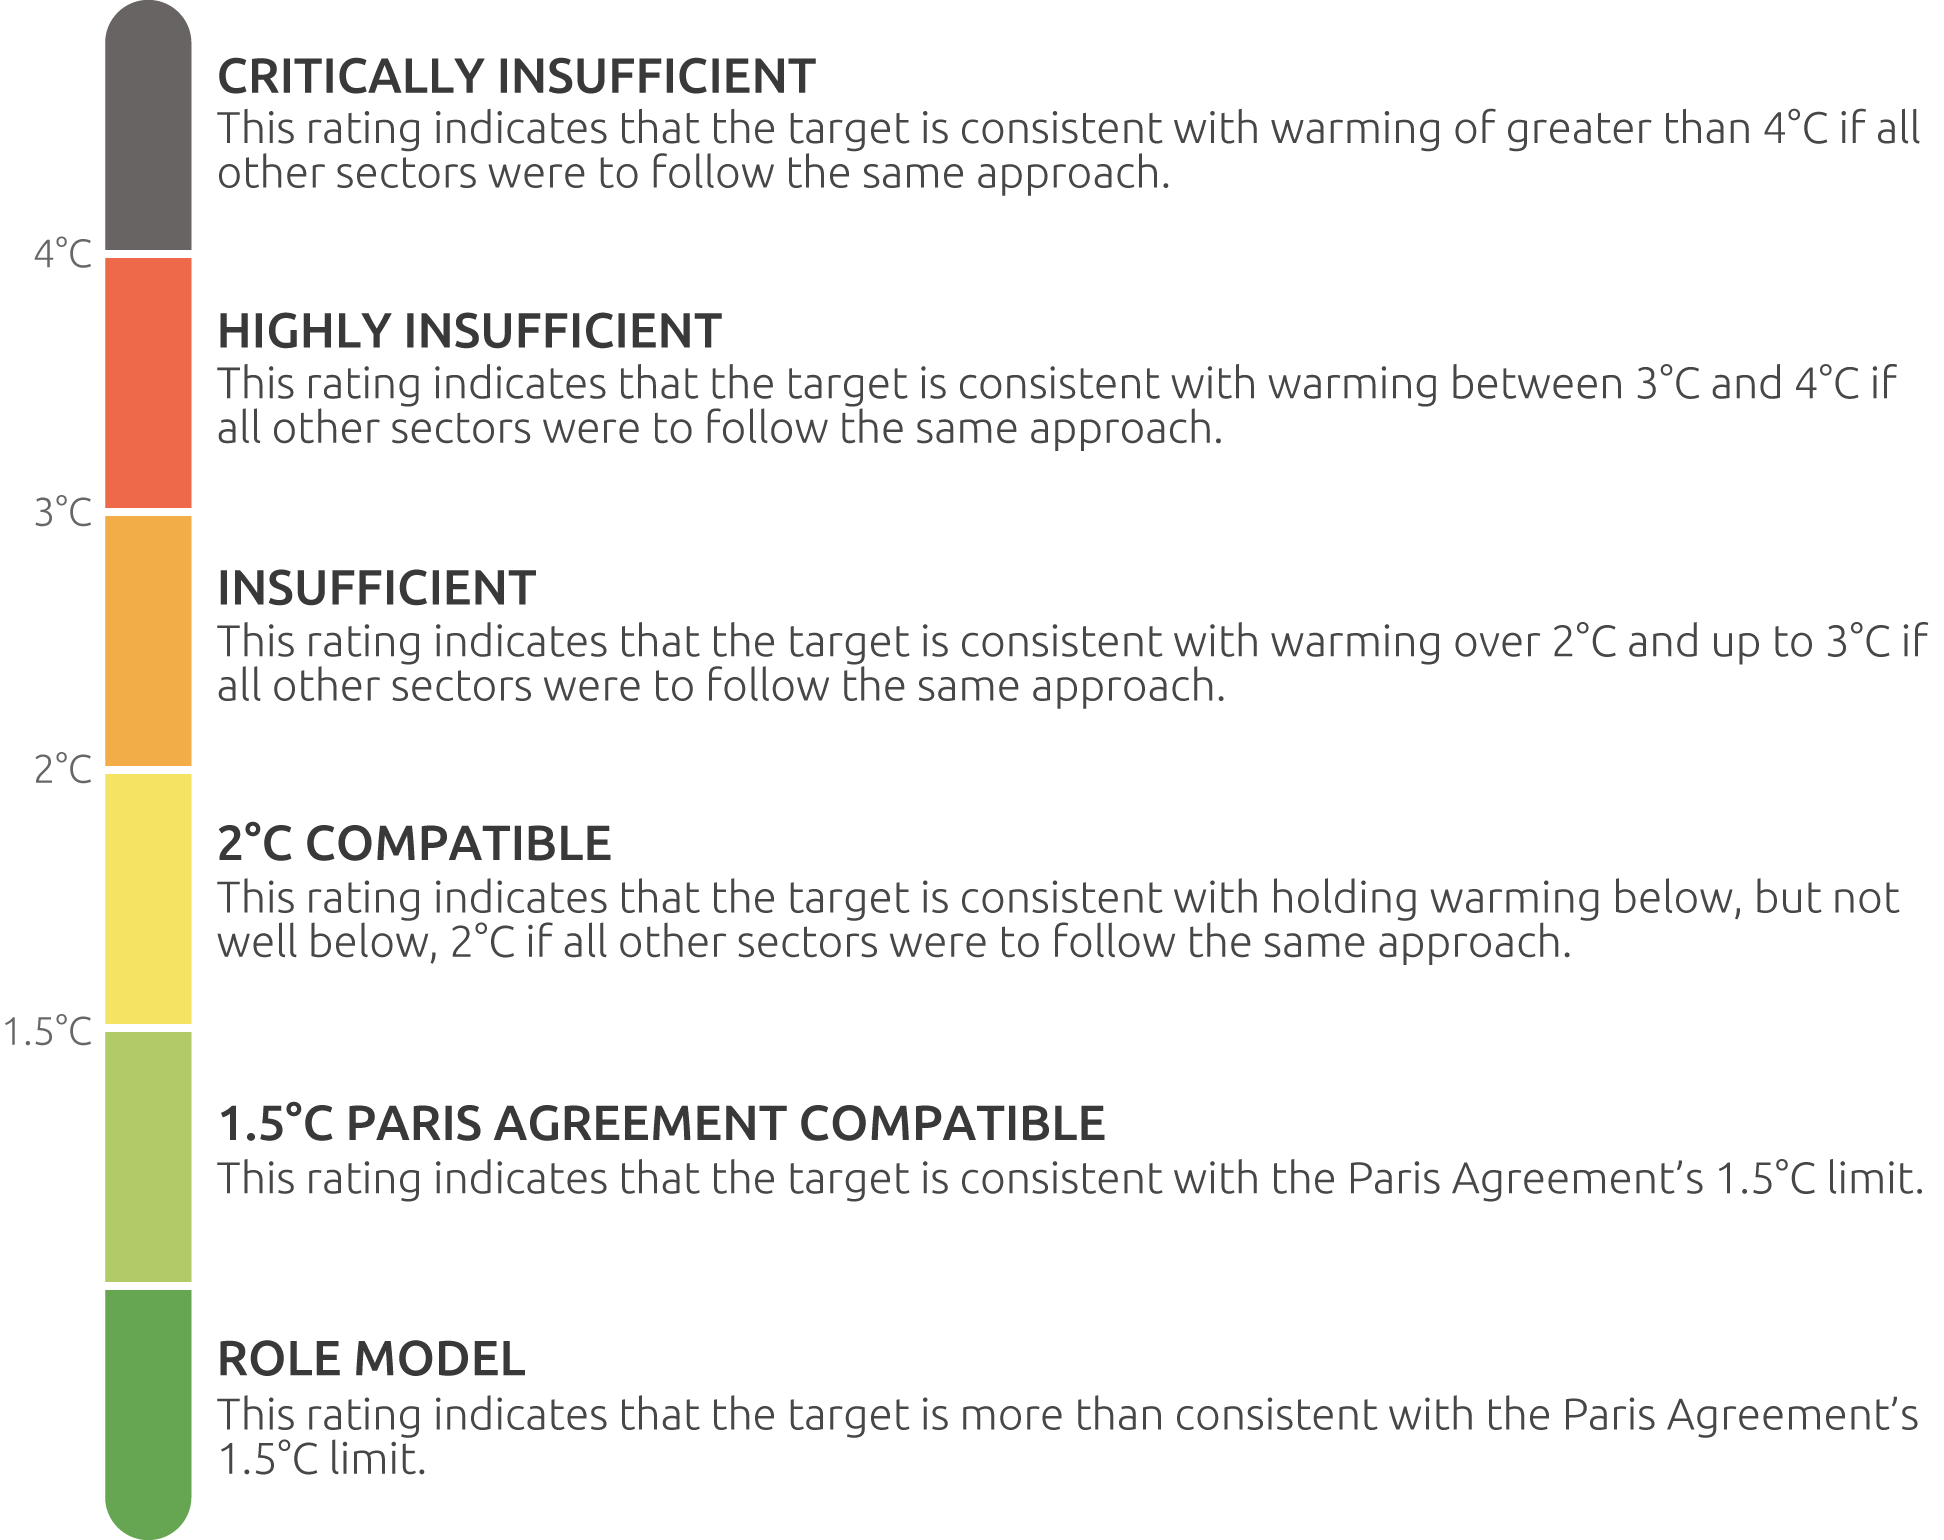 CRITICALLY INSUFFICIENT
This rating indicates that the target is consistent with warming of greater than 4°C if all
other sectors were to follow the same approach.
4°C
HIGHLY INSUFFICIENT
This rating indicates that the target is consistent with warming between 3°C and 4°C if
all other sectors were to follow the same approach.
3°C
INSUFFICIENT
This rating indicates that the target is consistent with warming over 2°C and up to 3°C if
all other sectors were to follow the same approach.
2°C
2°C COMPATIBLE
This rating indicates that the target is consistent with holding warming below, but not
well below, 2°C if all other sectors were to follow the same approach.
1.5°C
1.5°C PARIS AGREEMENT COMPATIBLE
This rating indicates that the target is consistent with the Paris Agreement’s 1.5°C limit.
ROLE MODEL
This rating indicates that the target is more than consistent with the Paris Agreement’s
1.5°C limit.